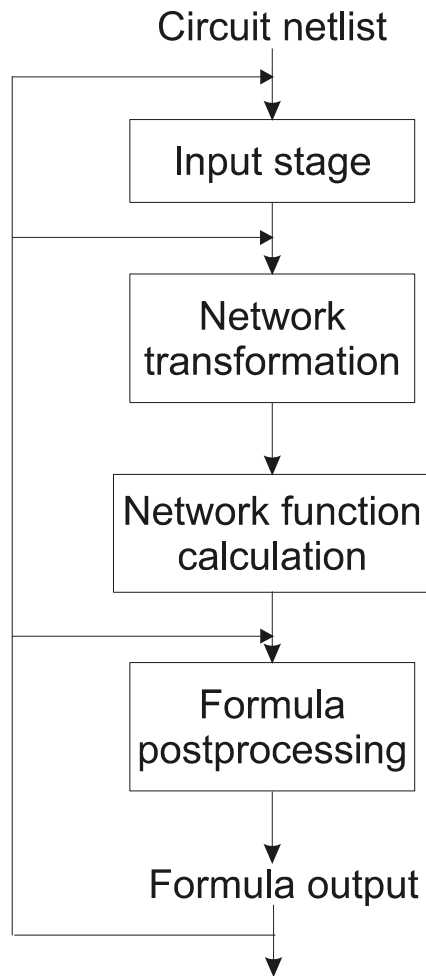 Circuit netlist
Input stage
Network
transformation
Network function
calculation
Formula
postprocessing
Formula output